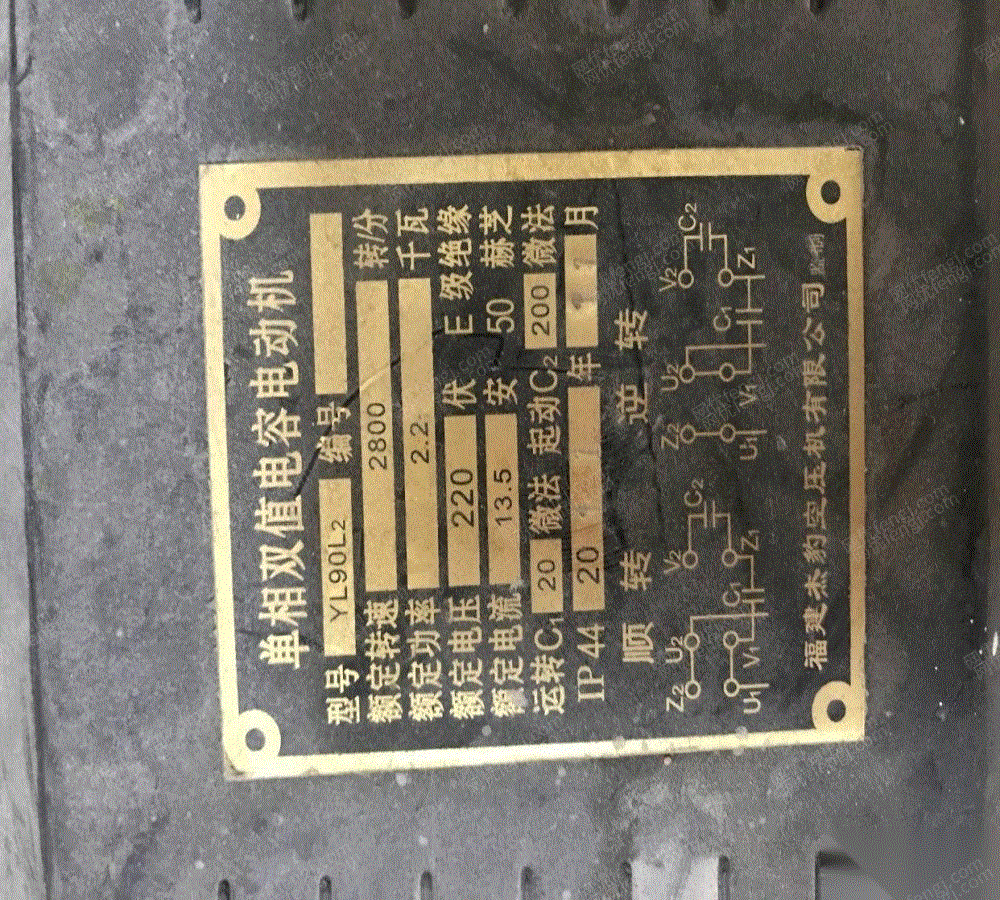 单相双值电容电动机
型号 YL90L2 编号
额定转速 2800 转/分
额定功率 2.2 千瓦
额定电压 220 伏 E 级绝缘
额定电流 13.5 安 50 赫芝
运转C1 20 微法 起动C2 200 微法
IP44 20 年 月
顺 转 逆 转
Z2 U2 V2 C2 Z2 U2 V2 C2
U1 V1 C1 Z1 U1 V1 C1 Z1
福建杰豹空压机有限公司